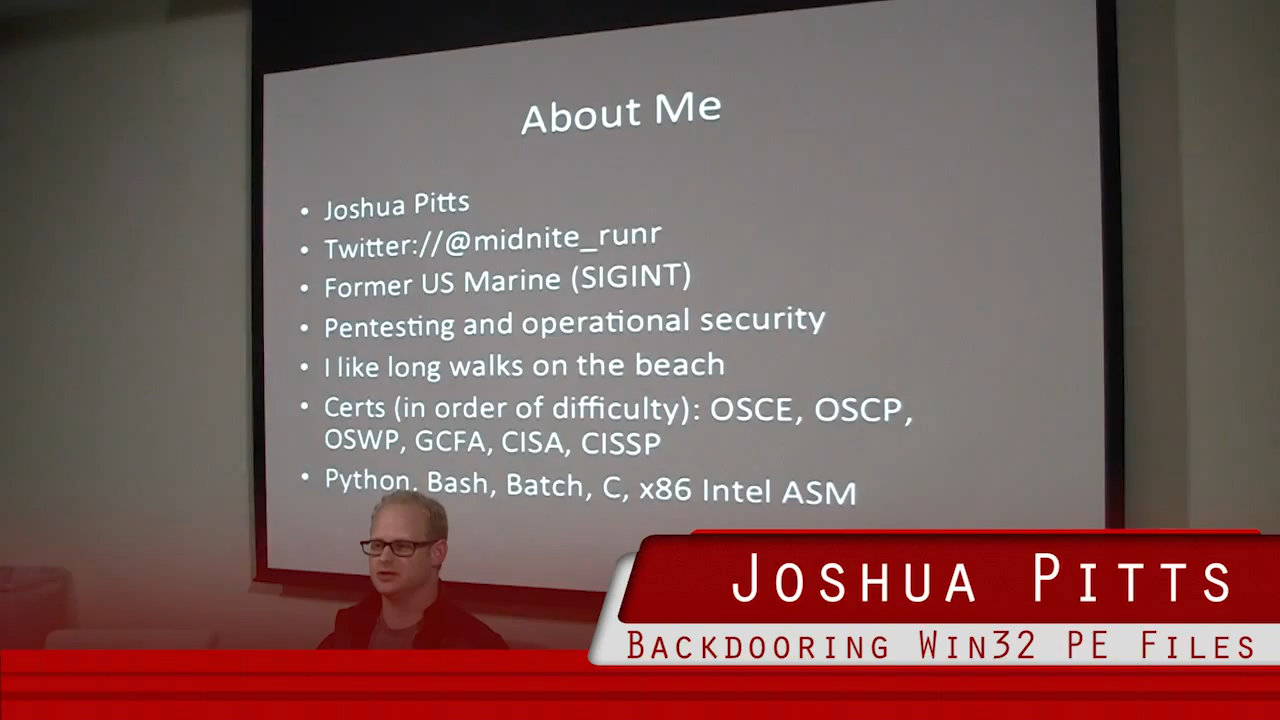 About Me
• Joshua Pitts
• Twitter://@midnite_runr
• Former US Marine (SIGINT)
• Pentesting and operational security
• I like long walks on the beach
• Certs (in order of difficulty): OSCE, OSCP,
OSWP, GCFA, CISA, CISSP
• Python, Bash, Batch, C, x86 Intel ASM
Joshua Pitts
Backdooring Win32 PE Files